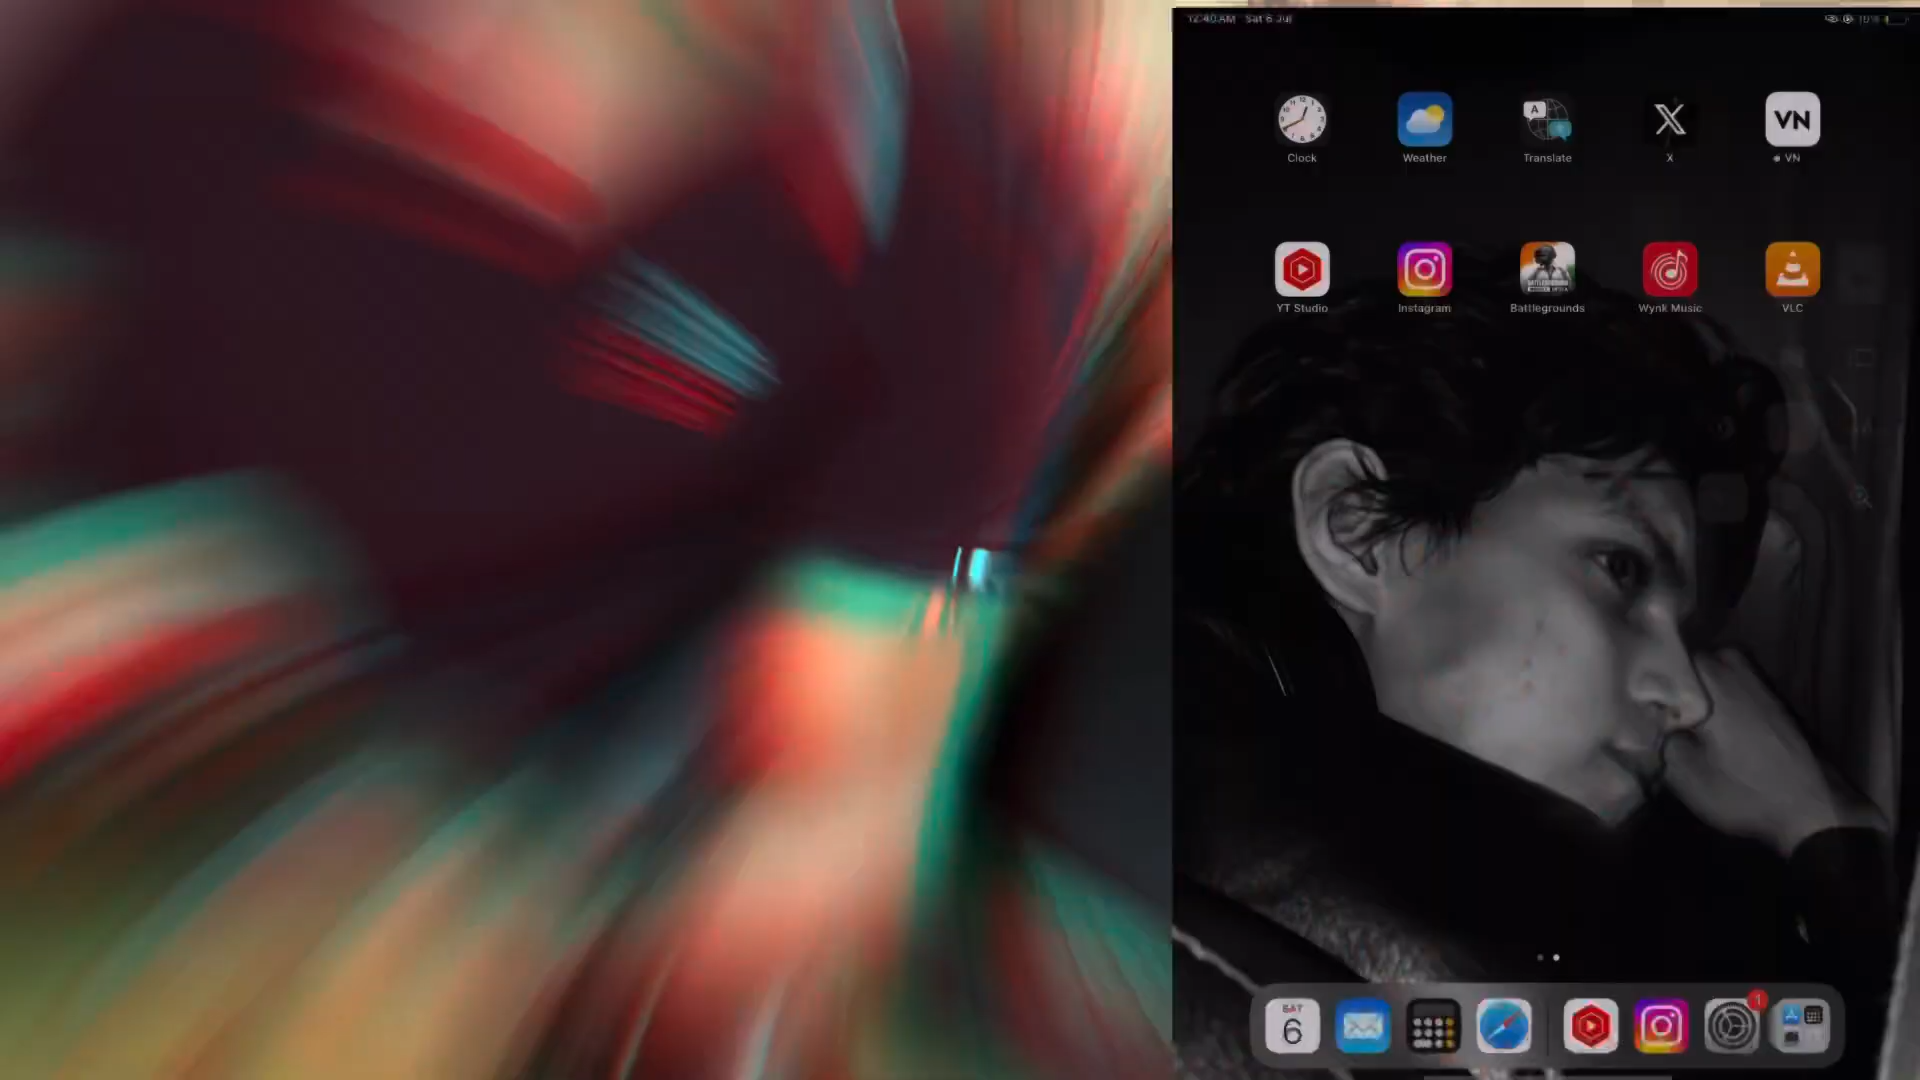 12:40 AM Sat 6 Jul
Clock
Weather
Translate
X
VN
YT Studio
Instagram
Battlegrounds
Wynk Music
VLC
A
VN
SAT
6
1